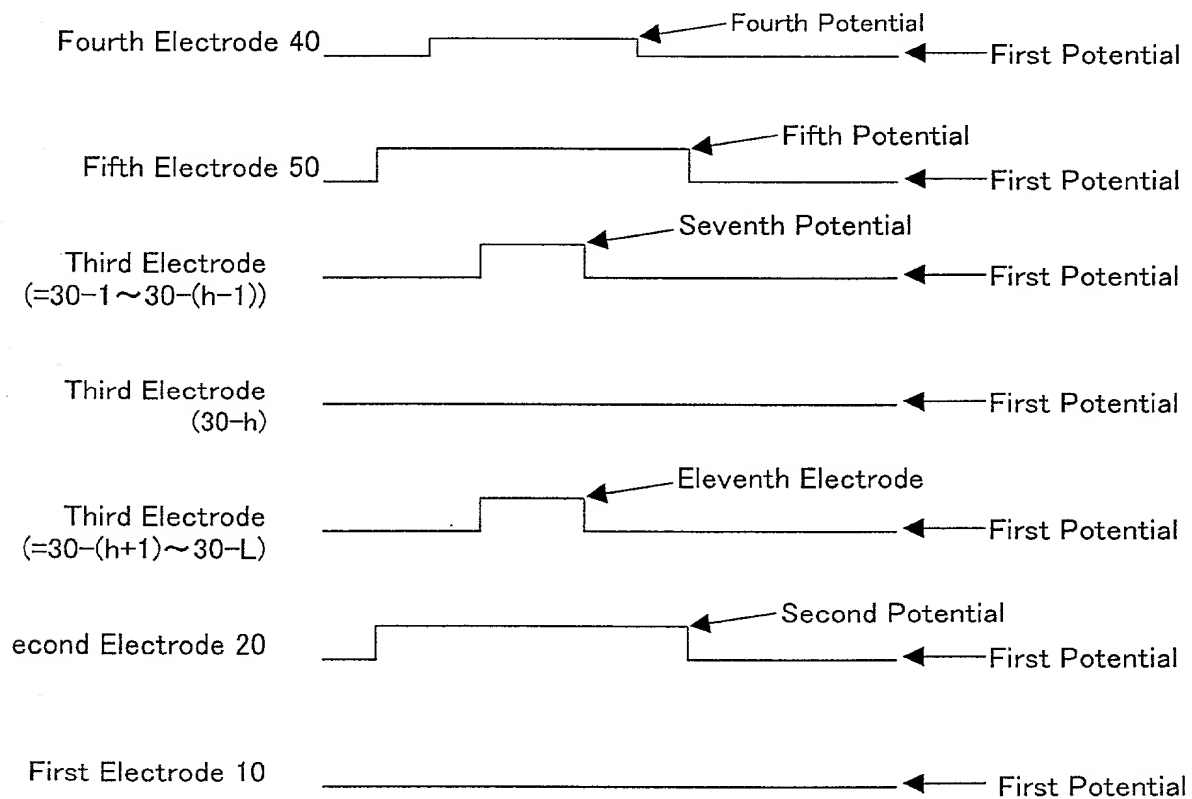 Fourth Electrode 40
Fourth Potential
First Potential
Fifth Electrode 50
Fifth Potential
First Potential
Third Electrode
(=30-1～30-(h-1))
Seventh Potential
First Potential
Third Electrode
(30-h)
First Potential
Third Electrode
(=30-(h+1)～30-L)
Eleventh Electrode
First Potential
econd Electrode 20
Second Potential
First Potential
First Electrode 10
First Potential